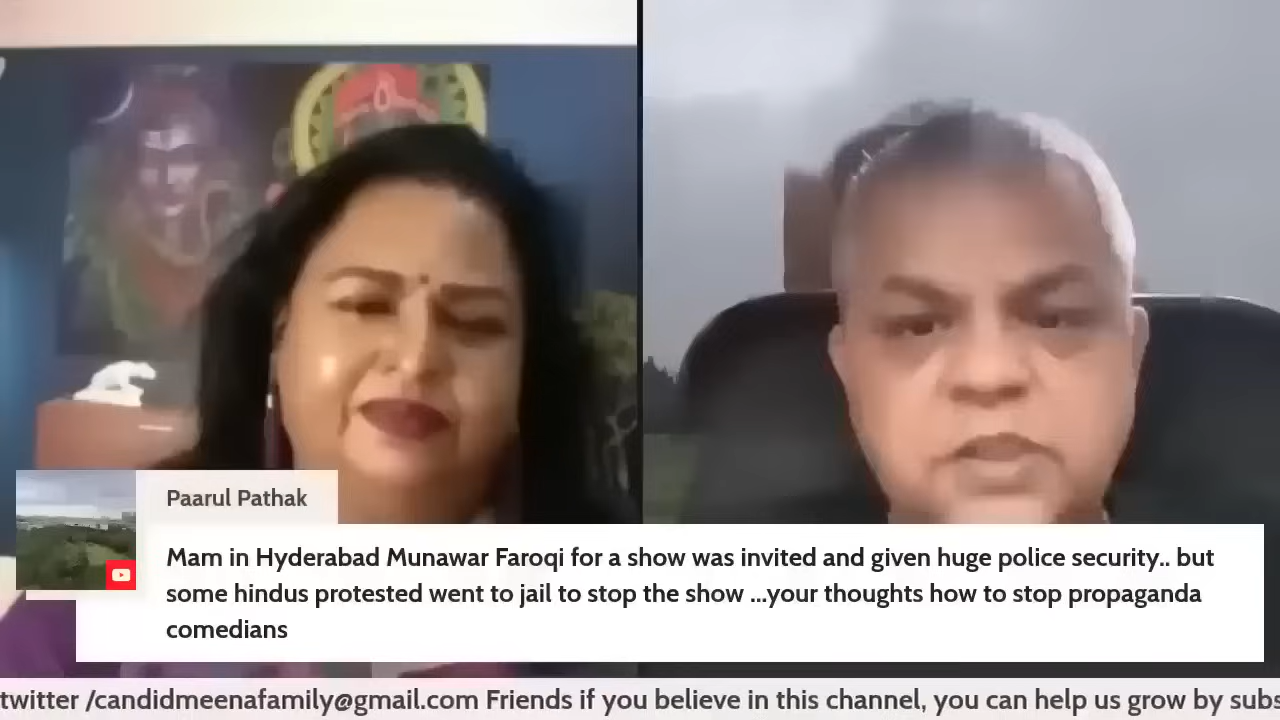 Paarul Pathak
Mam in Hyderabad Munawar Faroqi for a show was invited and given huge police security.. but
some hindus protested went to jail to stop the show ...your thoughts how to stop propaganda
comedians
twitter /candidmeenafamily@gmail.com Friends if you believe in this channel, you can help us grow by subs